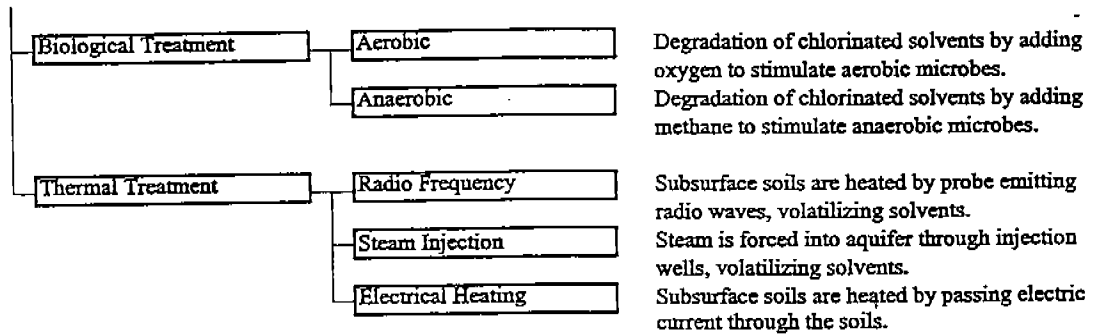 Biological Treatment
Aerobic
Degradation of chlorinated solvents by adding
oxygen to stimulate aerobic microbes.
Anaerobic
Degradation of chlorinated solvents by adding
methane to stimulate anaerobic microbes.
Thermal Treatment
Radio Frequency
Subsurface soils are heated by probe emitting
radio waves, volatilizing solvents.
Steam Injection
Steam is forced into aquifer through injection
wells, volatilizing solvents.
Electrical Heating
Subsurface soils are heated by passing electric
current through the soils.